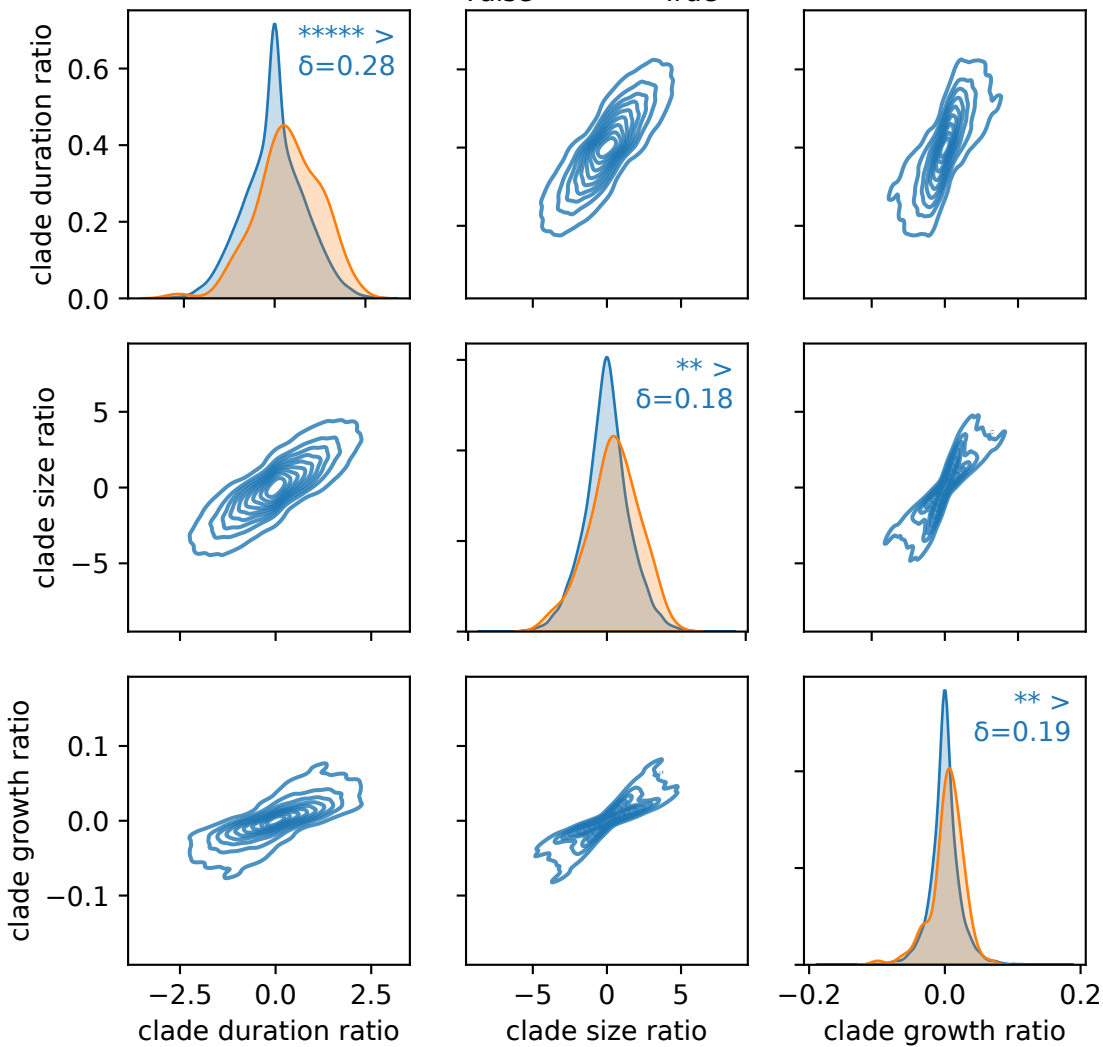 clade duration ratio
0.6
0.4
0.2
0.0
***** >
δ=0.28
clade size ratio
5
0
−5
** >
δ=0.18
clade growth ratio
0.1
0.0
−0.1
** >
δ=0.19
−2.5 0.0 2.5
−5 0 5
−0.2 0.0 0.2
clade duration ratio
clade size ratio
clade growth ratio